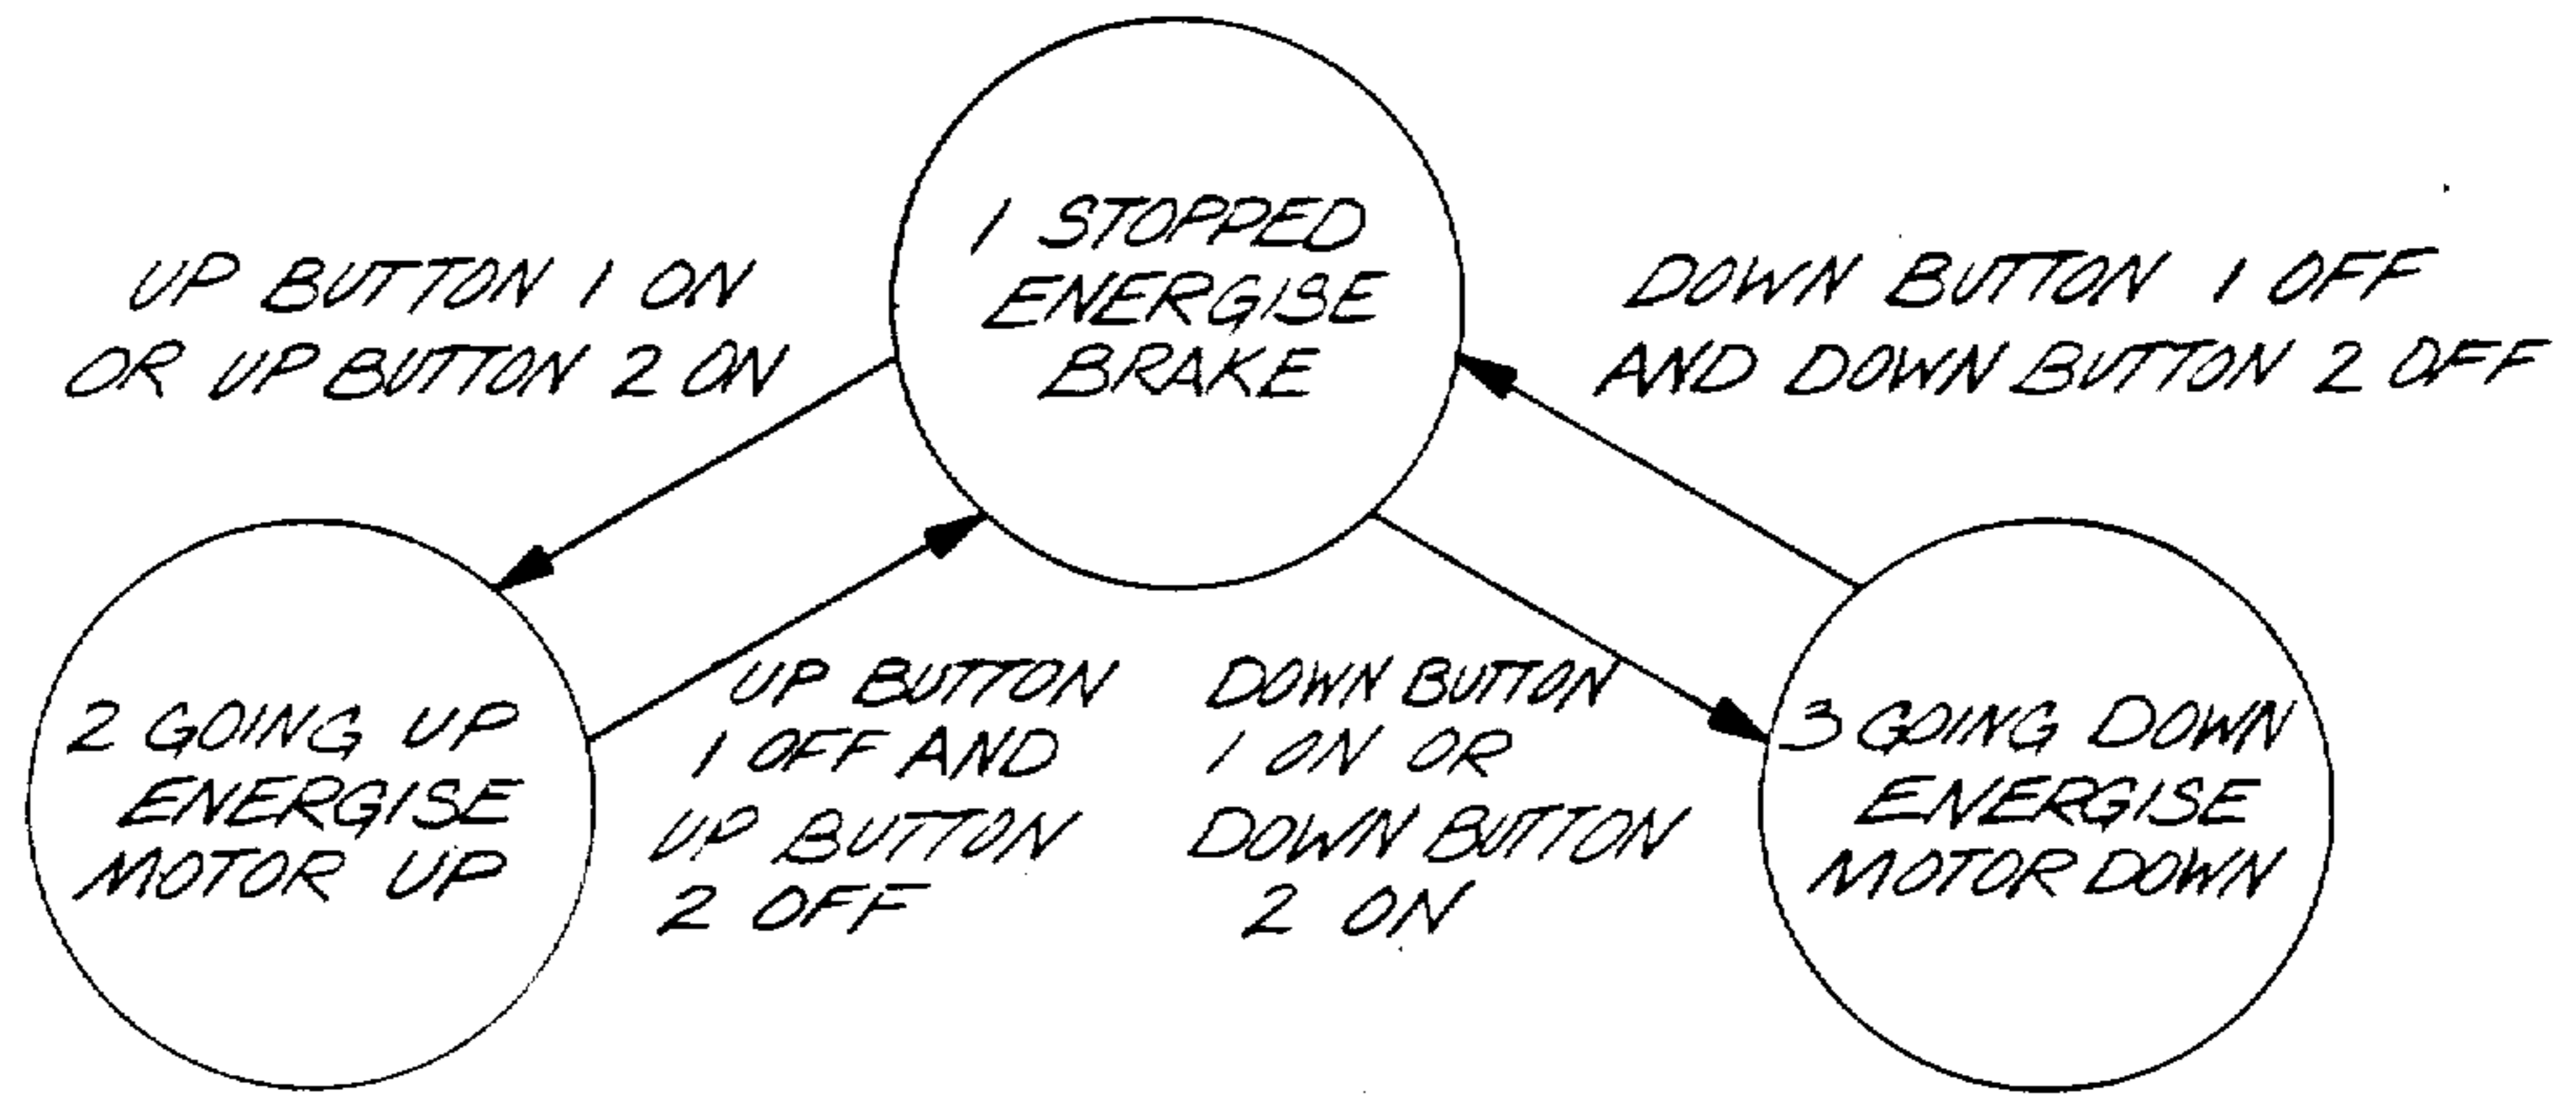 1 STOPPED
ENERGISE
BRAKE
UP BUTTON 1 ON
OR UP BUTTON 2 ON
DOWN BUTTON 1 OFF
AND DOWN BUTTON 2 OFF
2 GOING UP
ENERGISE
MOTOR UP
UP BUTTON
1 OFF AND
UP BUTTON
2 OFF
DOWN BUTTON
1 ON OR
DOWN BUTTON
2 ON
3 GOING DOWN
ENERGISE
MOTOR DOWN